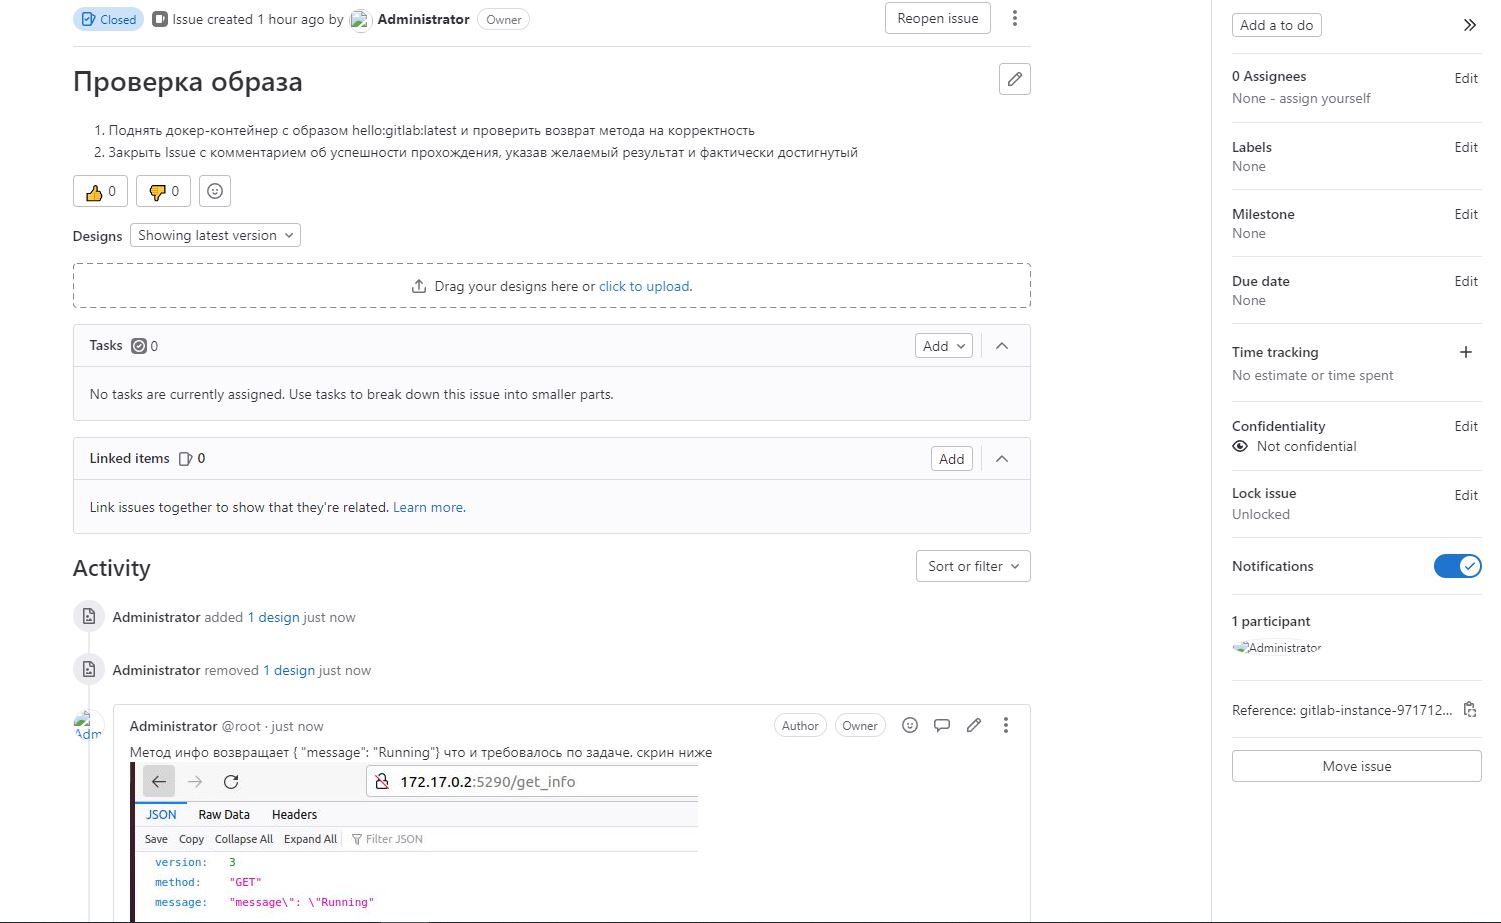 Closed Issue created 1 hour ago by Administrator Owner Reopen issue
Проверка образа
1. Поднять докер-контейнер с образом hello:gitlab:latest и проверить возврат метода на корректность
2. Закрыть Issue с комментарием об успешности прохождения, указав желаемый результат и фактически достигнутый
0 0
Designs Showing latest version
Drag your designs here or click to upload.
Tasks 0 Add
No tasks are currently assigned. Use tasks to break down this issue into smaller parts.
Linked items 0 Add
Link issues together to show that they're related. Learn more.
Activity Sort or filter
Administrator added 1 design just now
Administrator removed 1 design just now
Adm
Administrator @root · just now Author Owner
Метод инфо возвращает { "message": "Running"} что и требовалось по задаче. скрин ниже
172.17.0.2:5290/get_info
JSON Raw Data Headers
Save Copy Collapse All Expand All Filter JSON
version: 3
method: "GET"
message: "message\": \"Running"
Add a to do
0 Assignees Edit
None - assign yourself
Labels Edit
None
Milestone Edit
None
Due date Edit
None
Time tracking
No estimate or time spent
Confidentiality Edit
Not confidential
Lock issue Edit
Unlocked
Notifications
1 participant
Administrator
Reference: gitlab-instance-971712...
Move issue